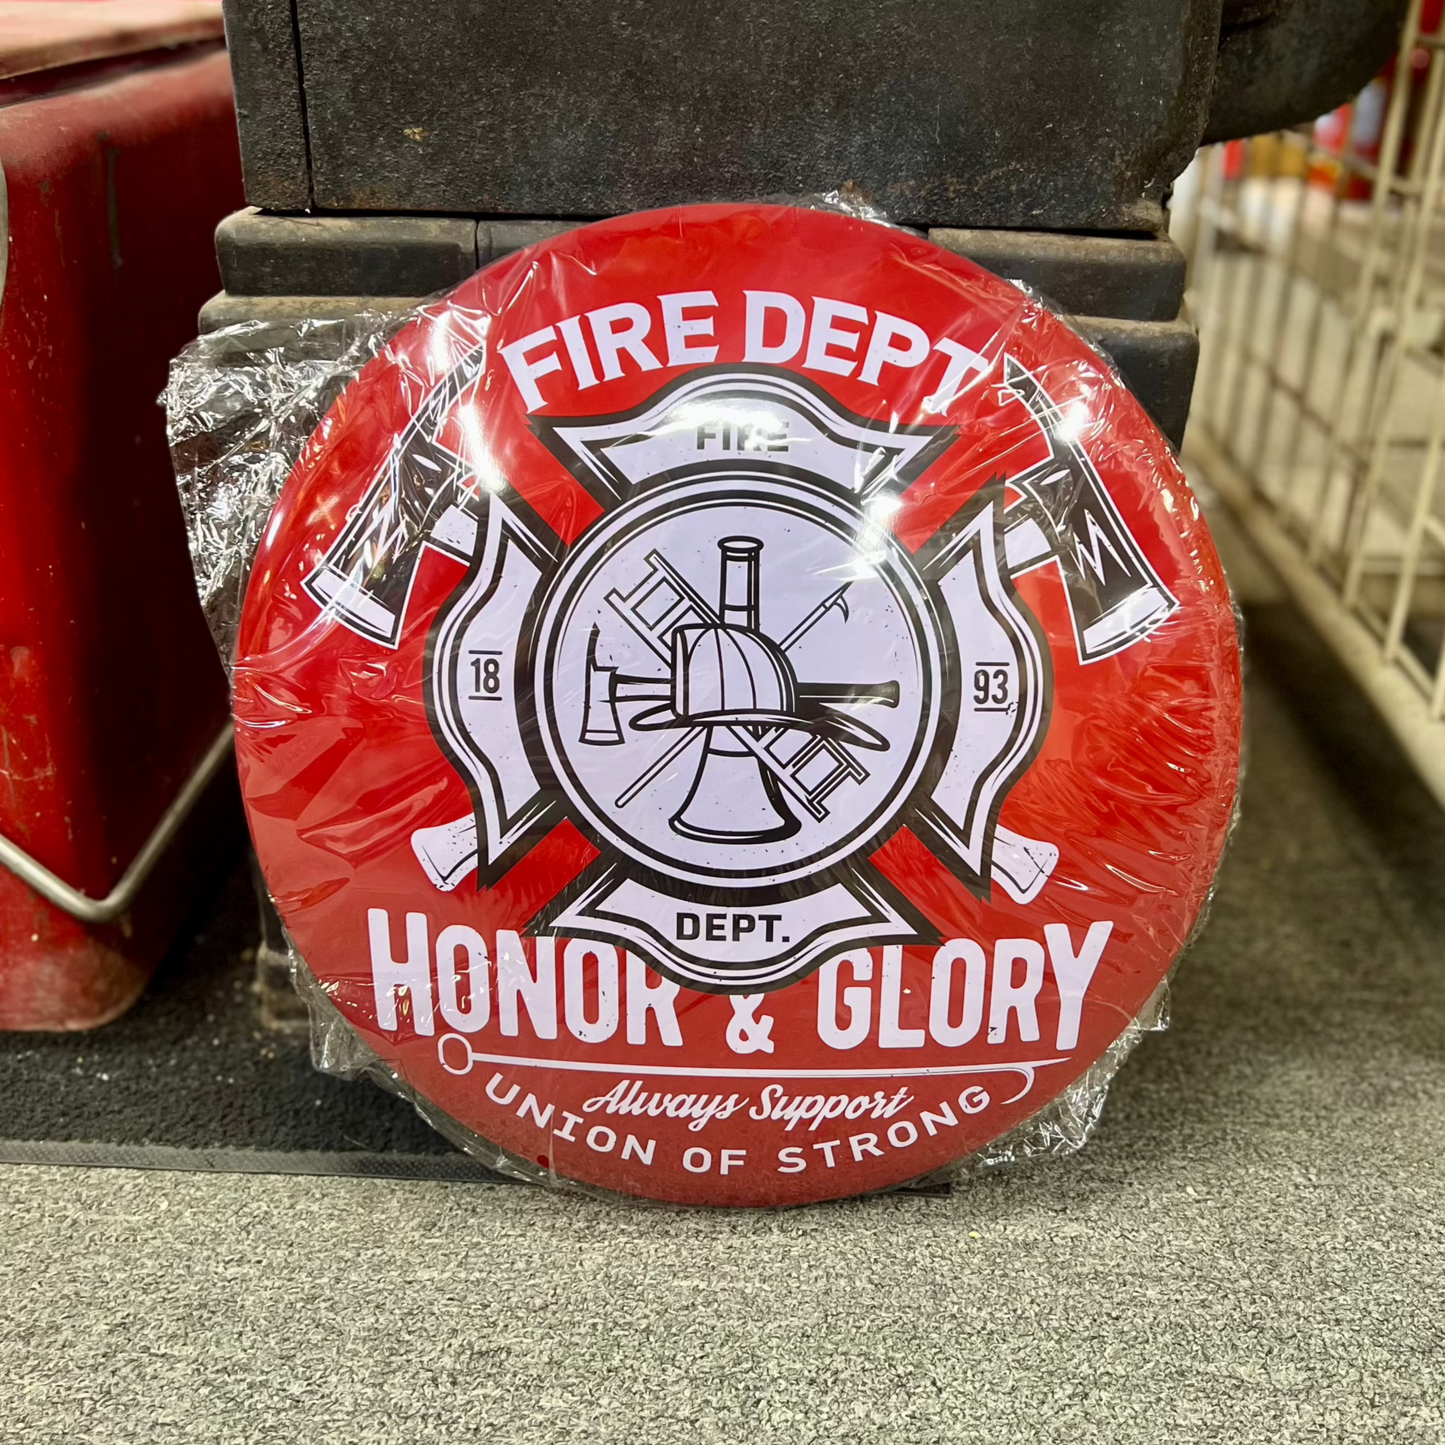 FIRE DEPT
FIRE
18
93
DEPT.
HONOR & GLORY
Always Support
UNION OF STRONG